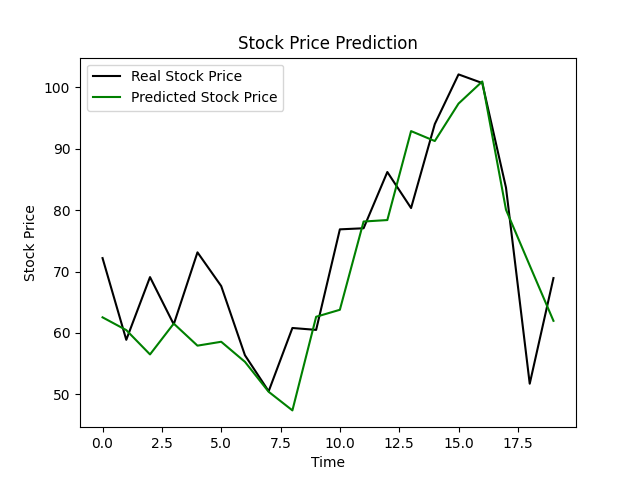 Stock Price Prediction
Real Stock Price
Predicted Stock Price
100
90
80
70
60
50
Stock Price
0.0 2.5 5.0 7.5 10.0 12.5 15.0 17.5
Time